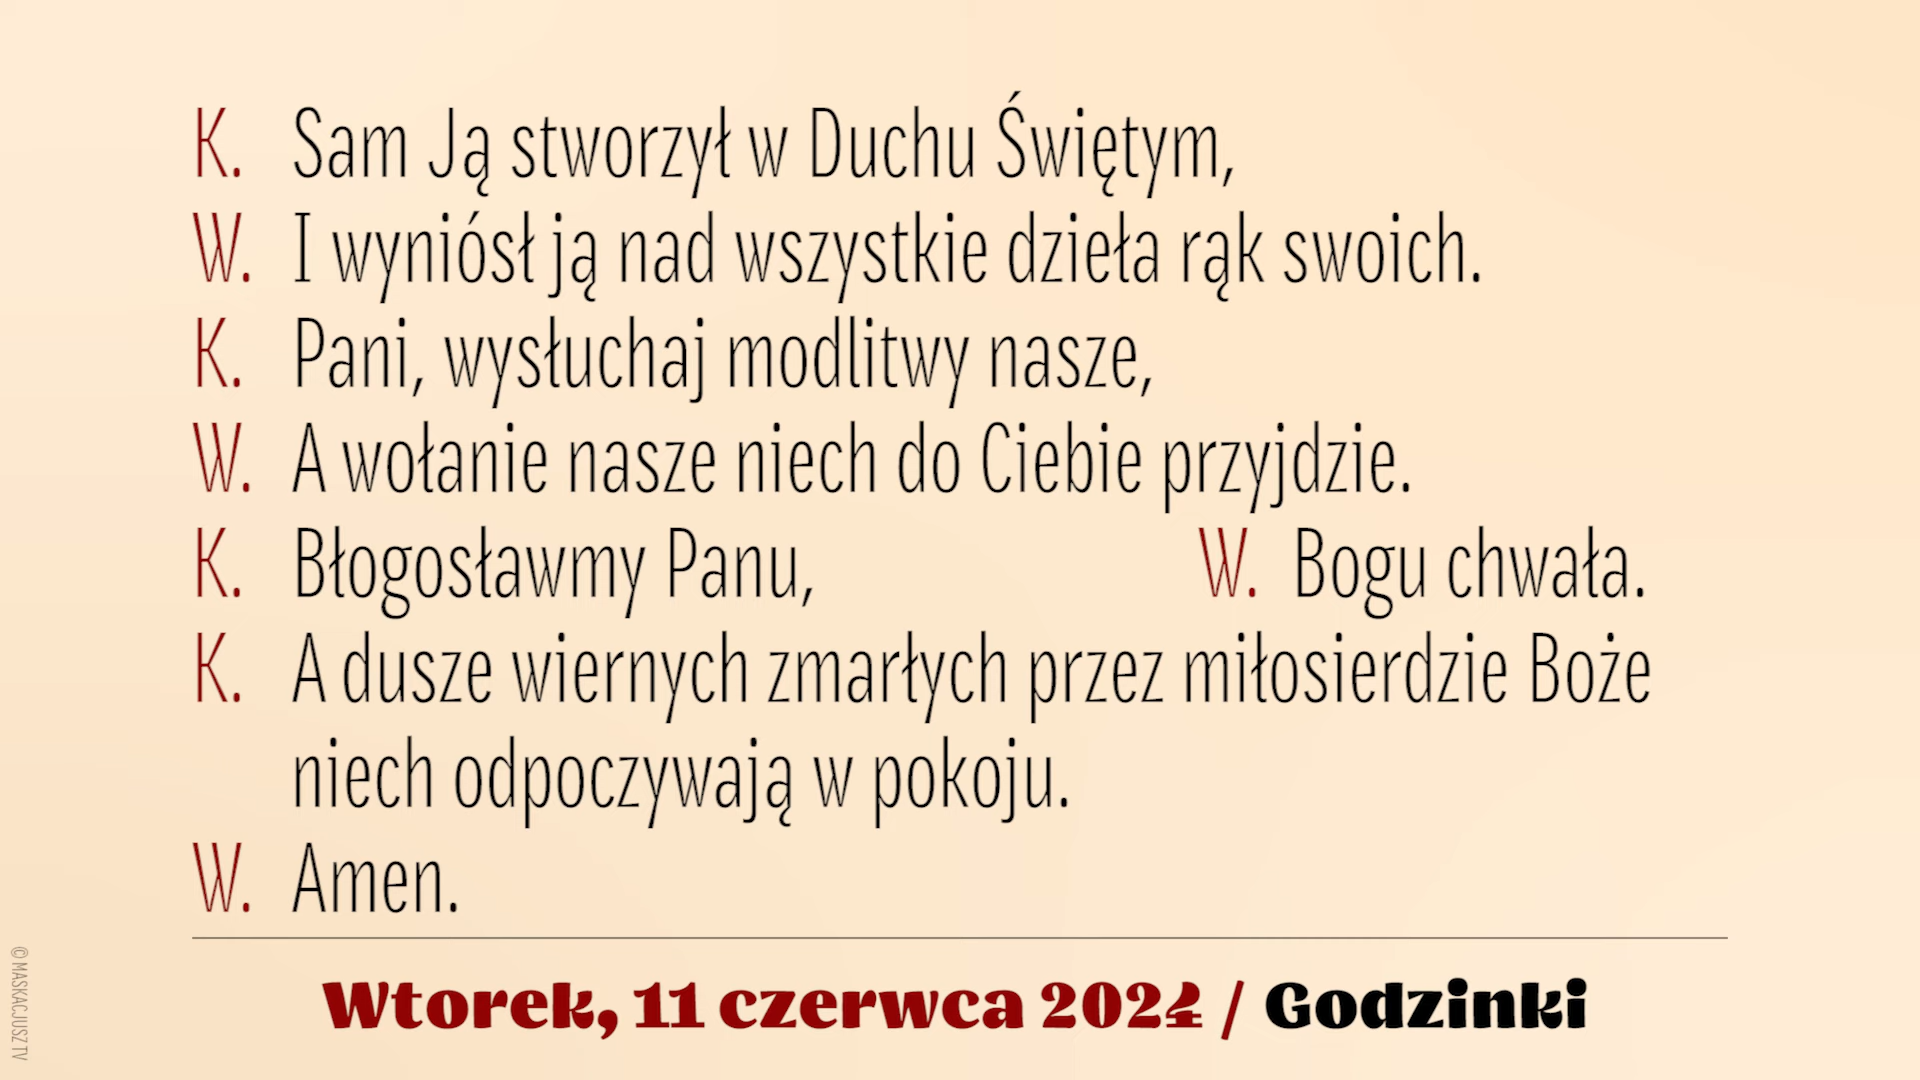 K. Sam Ją stworzył w Duchu Świętym,
W. I wyniósł ją nad wszystkie dzieła rąk swoich.
K. Pani, wysłuchaj modlitwy nasze,
W. A wołanie nasze niech do Ciebie przyjdzie.
K. Błogosławmy Panu, W. Bogu chwała.
K. A dusze wiernych zmarłych przez miłosierdzie Boże
niech odpoczywają w pokoju.
W. Amen.
Wtorek, 11 czerwca 2024 / Godzinki
© MASKACJUSZ TV